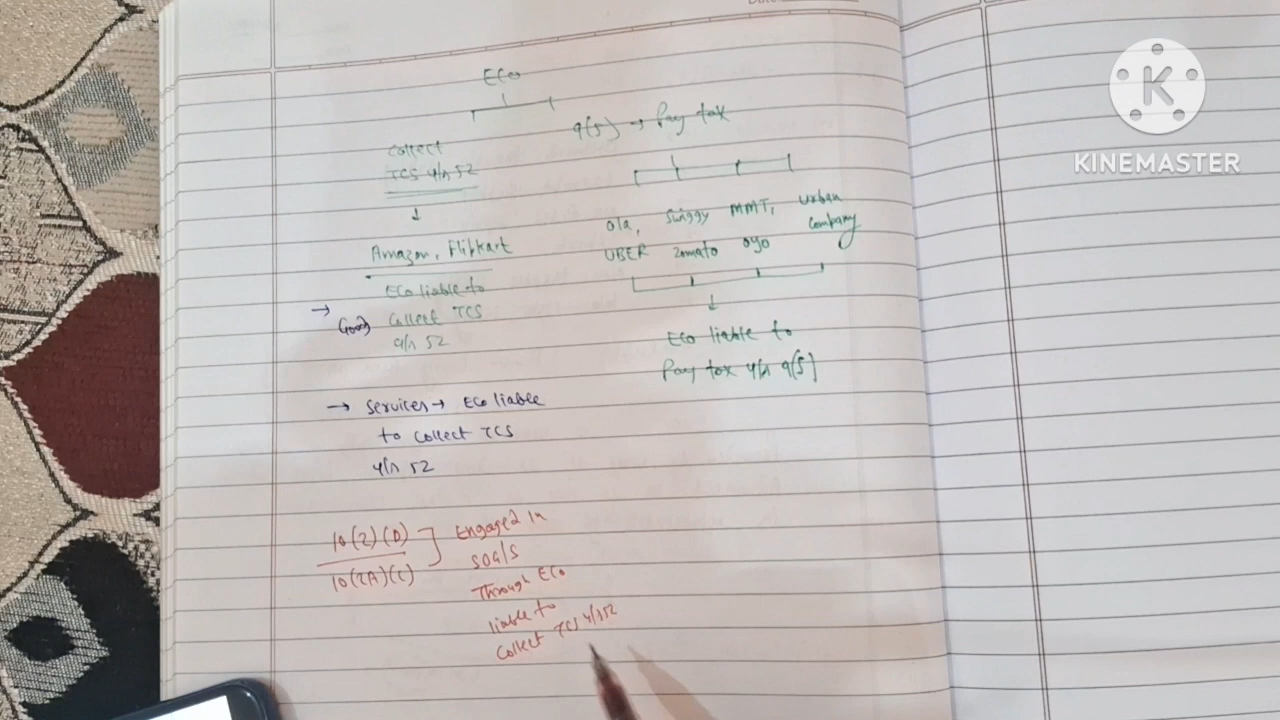 ECO
Collect
TCS u/s 52
Amazon, Flipkart
ECO liable to
Collect TCS
u/s 52
Goods
→ Services → ECO liable
to collect TCS
u/s 52
9(5) → Pay tax
Ola, Swiggy MMT, Urban
UBER Zomato oyo Company
ECO liable to
Pay tax u/s 9(5)
10(2)(D)
10(2A)(C)
Engaged in
SOG/S
Through ECO
liable to
Collect TCS u/s 52
KINEMASTER